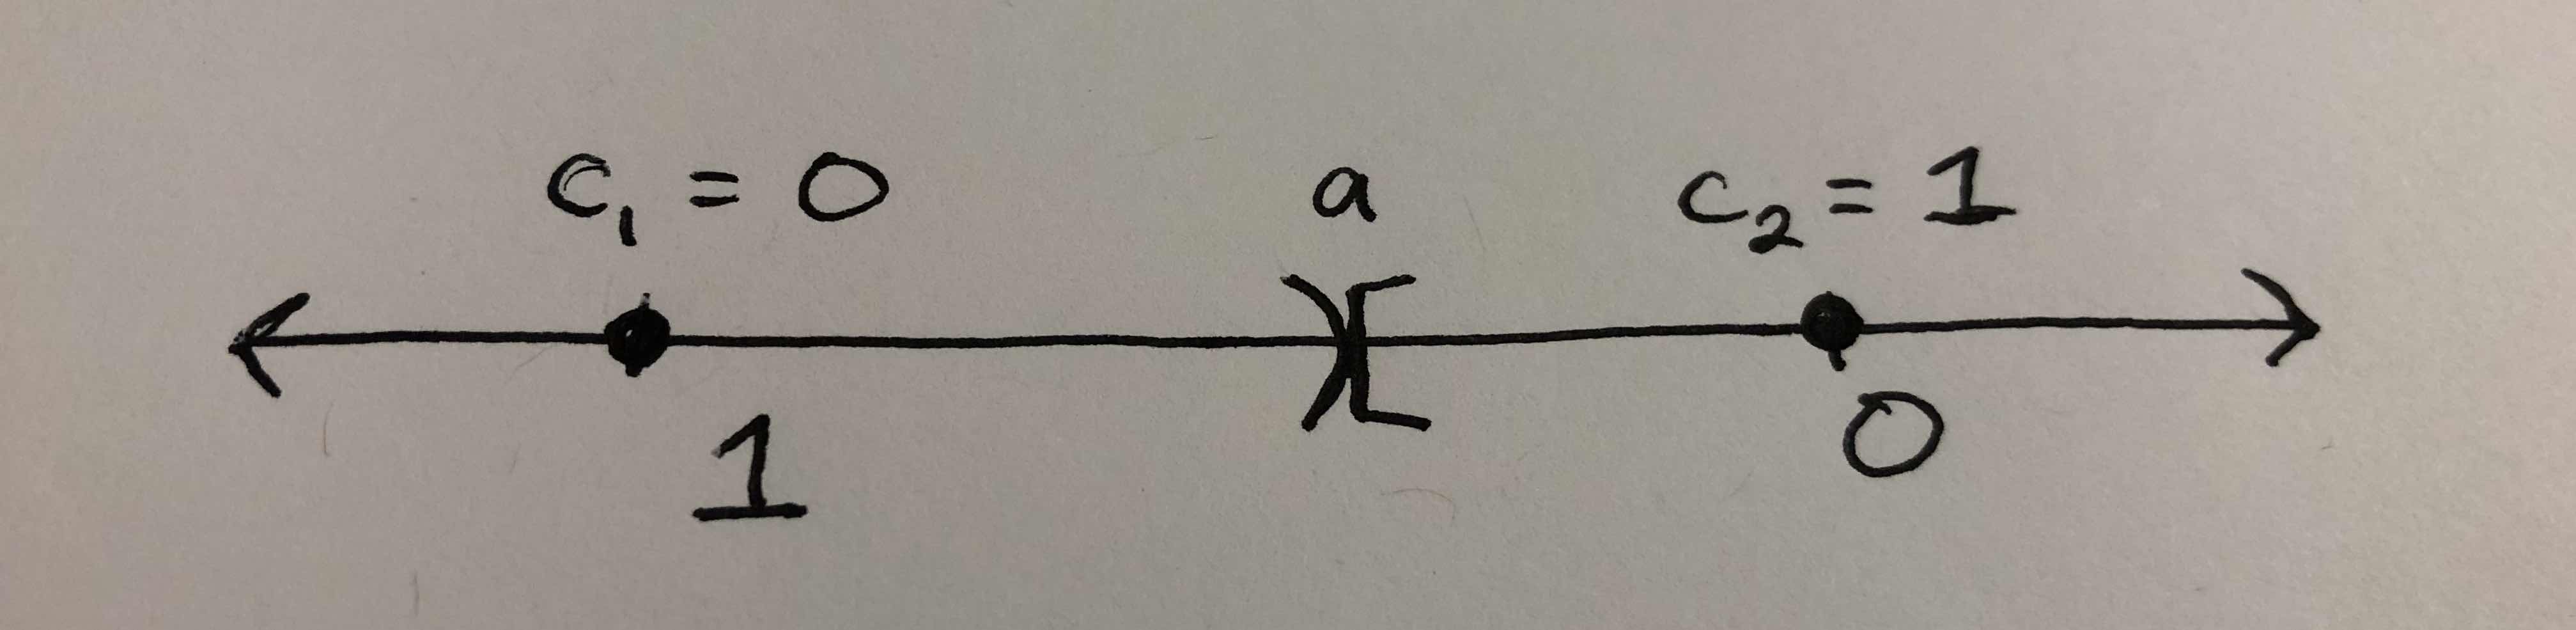 c₁ = 0 a c₂ = 1
)[
1 0